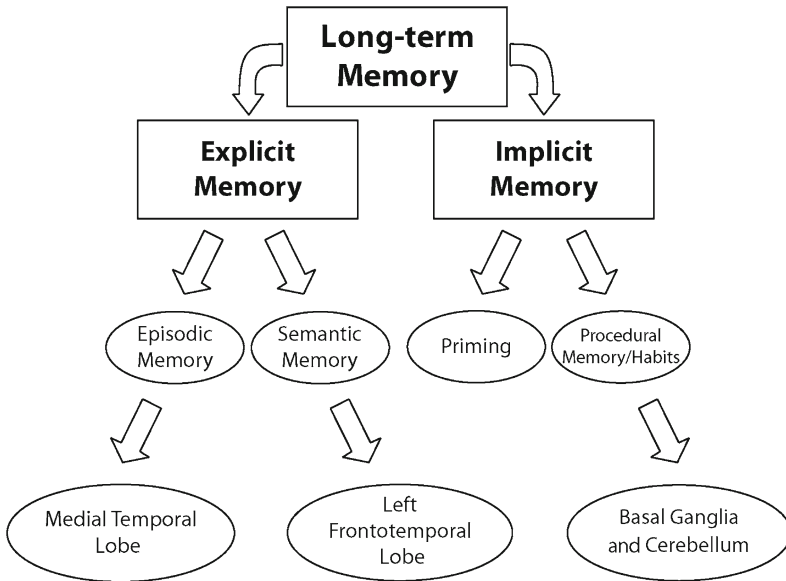 Long-term
Memory
Explicit
Memory
Implicit
Memory
Episodic
Memory
Semantic
Memory
Priming
Procedural
Memory/Habits
Medial Temporal
Lobe
Left
Frontotemporal
Lobe
Basal Ganglia
and Cerebellum